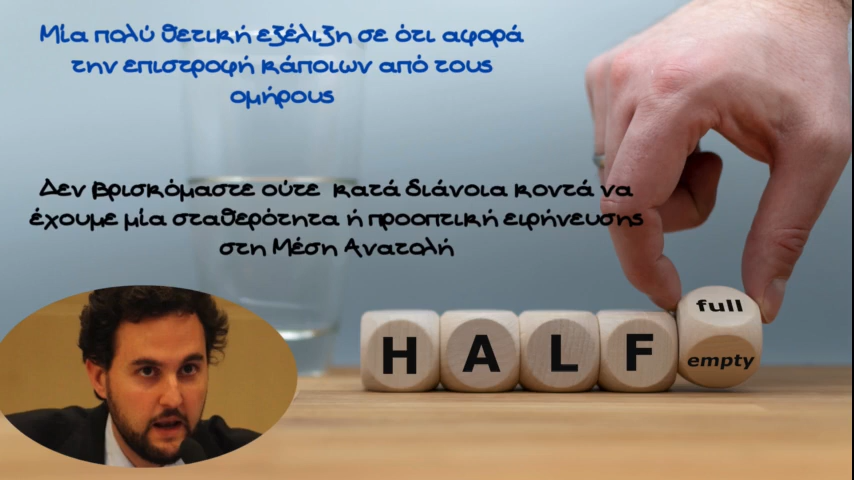 Μία πολύ θετική εξέλιξη σε ότι αφορά
την επιστροφή κάποιων από τους
ομήρους
Δεν βρισκόμαστε ούτε κατά διάνοια κοντά να
έχουμε μία σταθερότητα ή προοπτική ειρήνευσης
στη Μέση Ανατολή
HALF
full
empty